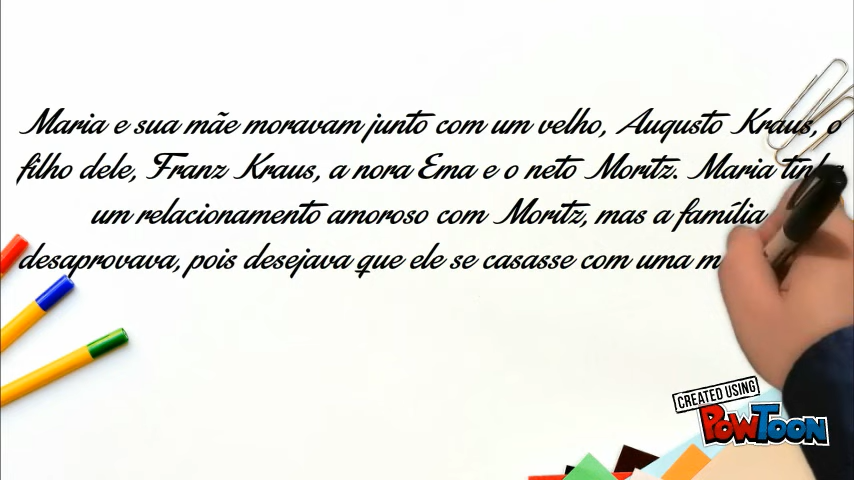 Maria e sua mãe moravam junto com um velho, Augusto Kraus, o
filho dele, Franz Kraus, a nora Ema e o neto Moritz. Maria tinha
um relacionamento amoroso com Moritz, mas a família
desaprovava, pois desejava que ele se casasse com uma m
CREATED USING
POWTOON